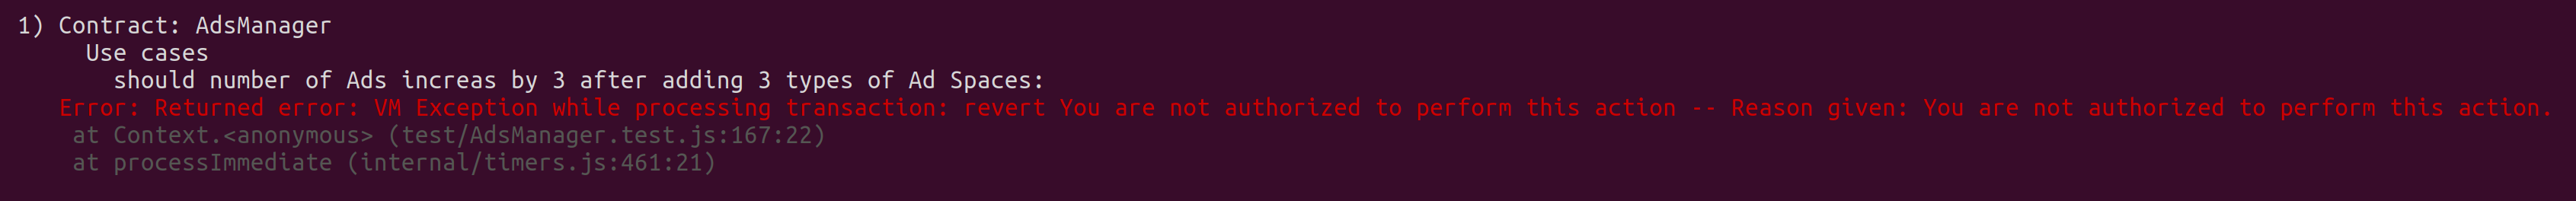 1) Contract: AdsManager
Use cases
should number of Ads increas by 3 after adding 3 types of Ad Spaces:
Error: Returned error: VM Exception while processing transaction: revert You are not authorized to perform this action -- Reason given: You are not authorized to perform this action.
at Context.<anonymous> (test/AdsManager.test.js:167:22)
at processImmediate (internal/timers.js:461:21)